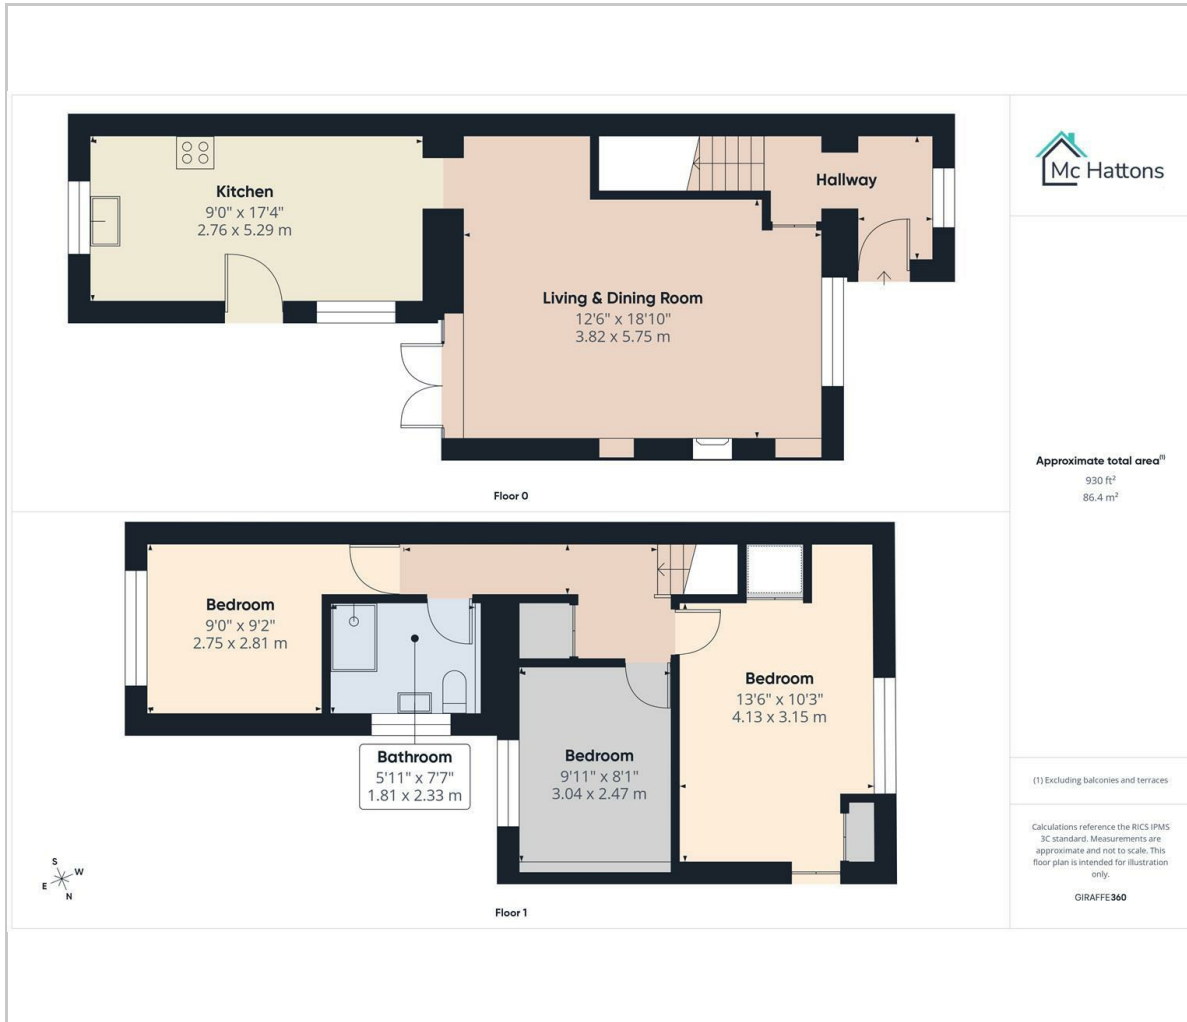 Kitchen
9'0" x 17'4"
2.76 x 5.29 m
Hallway
Living & Dining Room
12'6" x 18'10"
3.82 x 5.75 m
Floor 0
Bedroom
9'0" x 9'2"
2.75 x 2.81 m
Bathroom
5'11" x 7'7"
1.81 x 2.33 m
Bedroom
9'11" x 8'1"
3.04 x 2.47 m
Bedroom
13'6" x 10'3"
4.13 x 3.15 m
S
W
E
N
Floor 1
Mc Hattons
Approximate total area(1)
930 ft²
86.4 m²
(1) Excluding balconies and terraces
Calculations reference the RICS IPMS
3C standard. Measurements are
approximate and not to scale. This
floor plan is intended for illustration
only.
GIRAFFE360